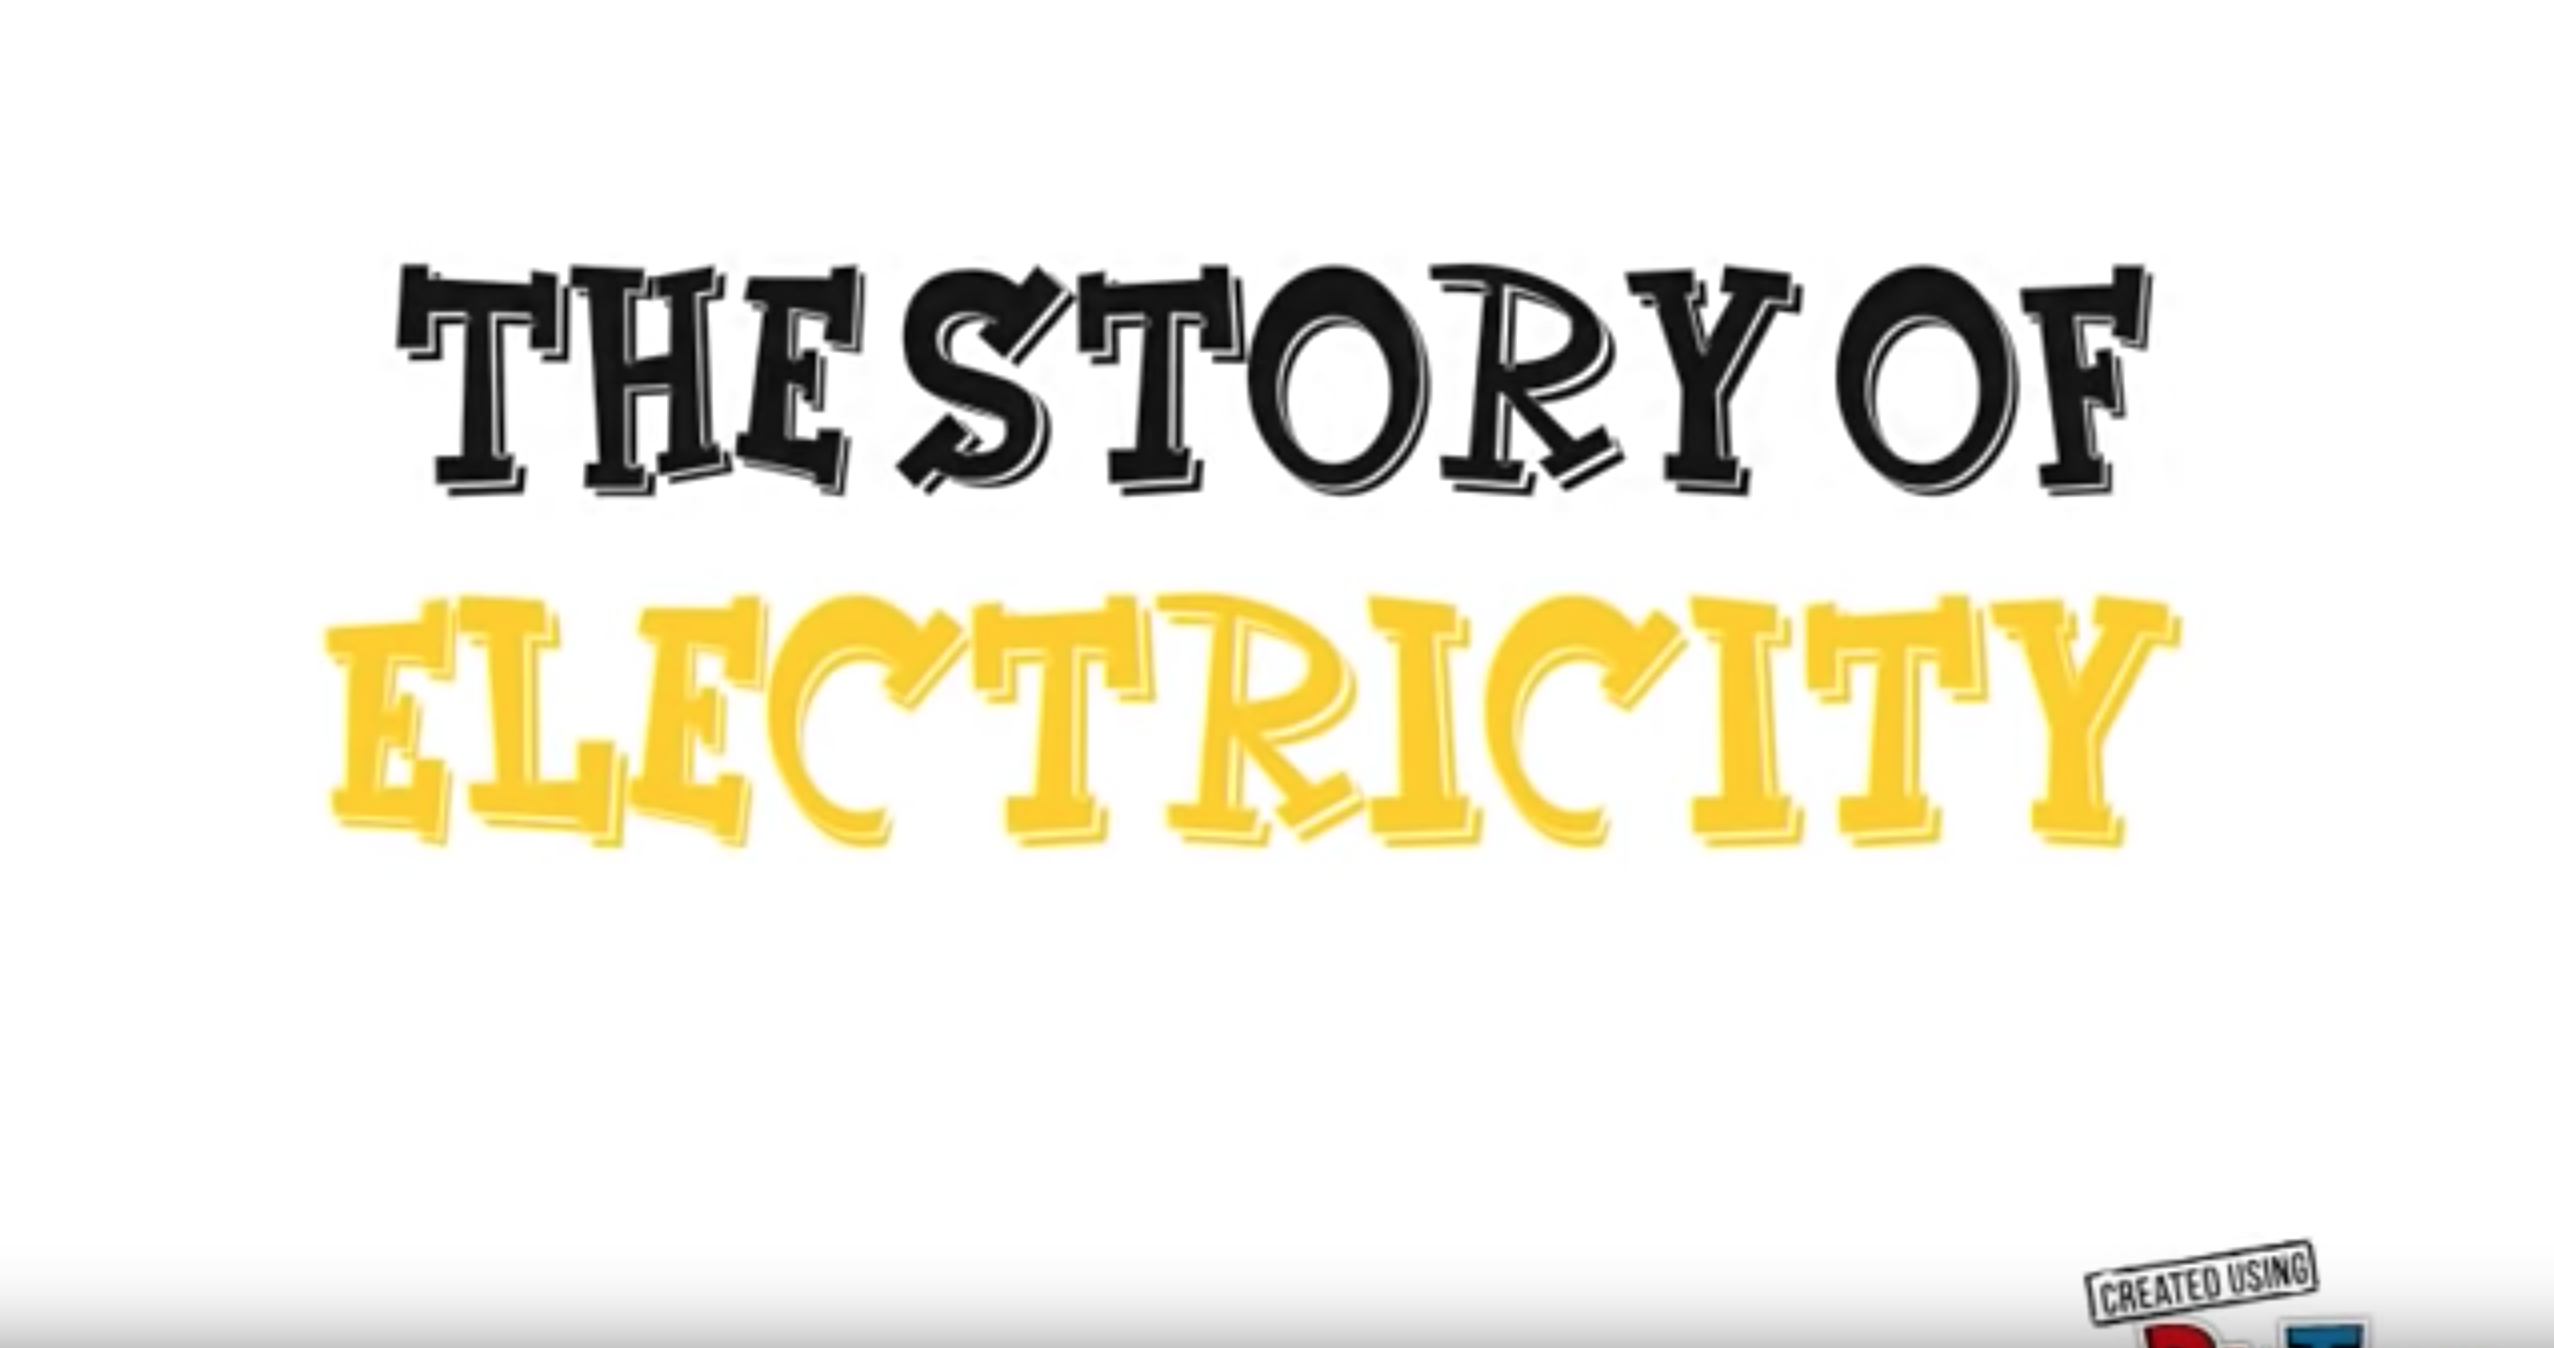 THE STORY OF
ELECTRICITY
CREATED USING